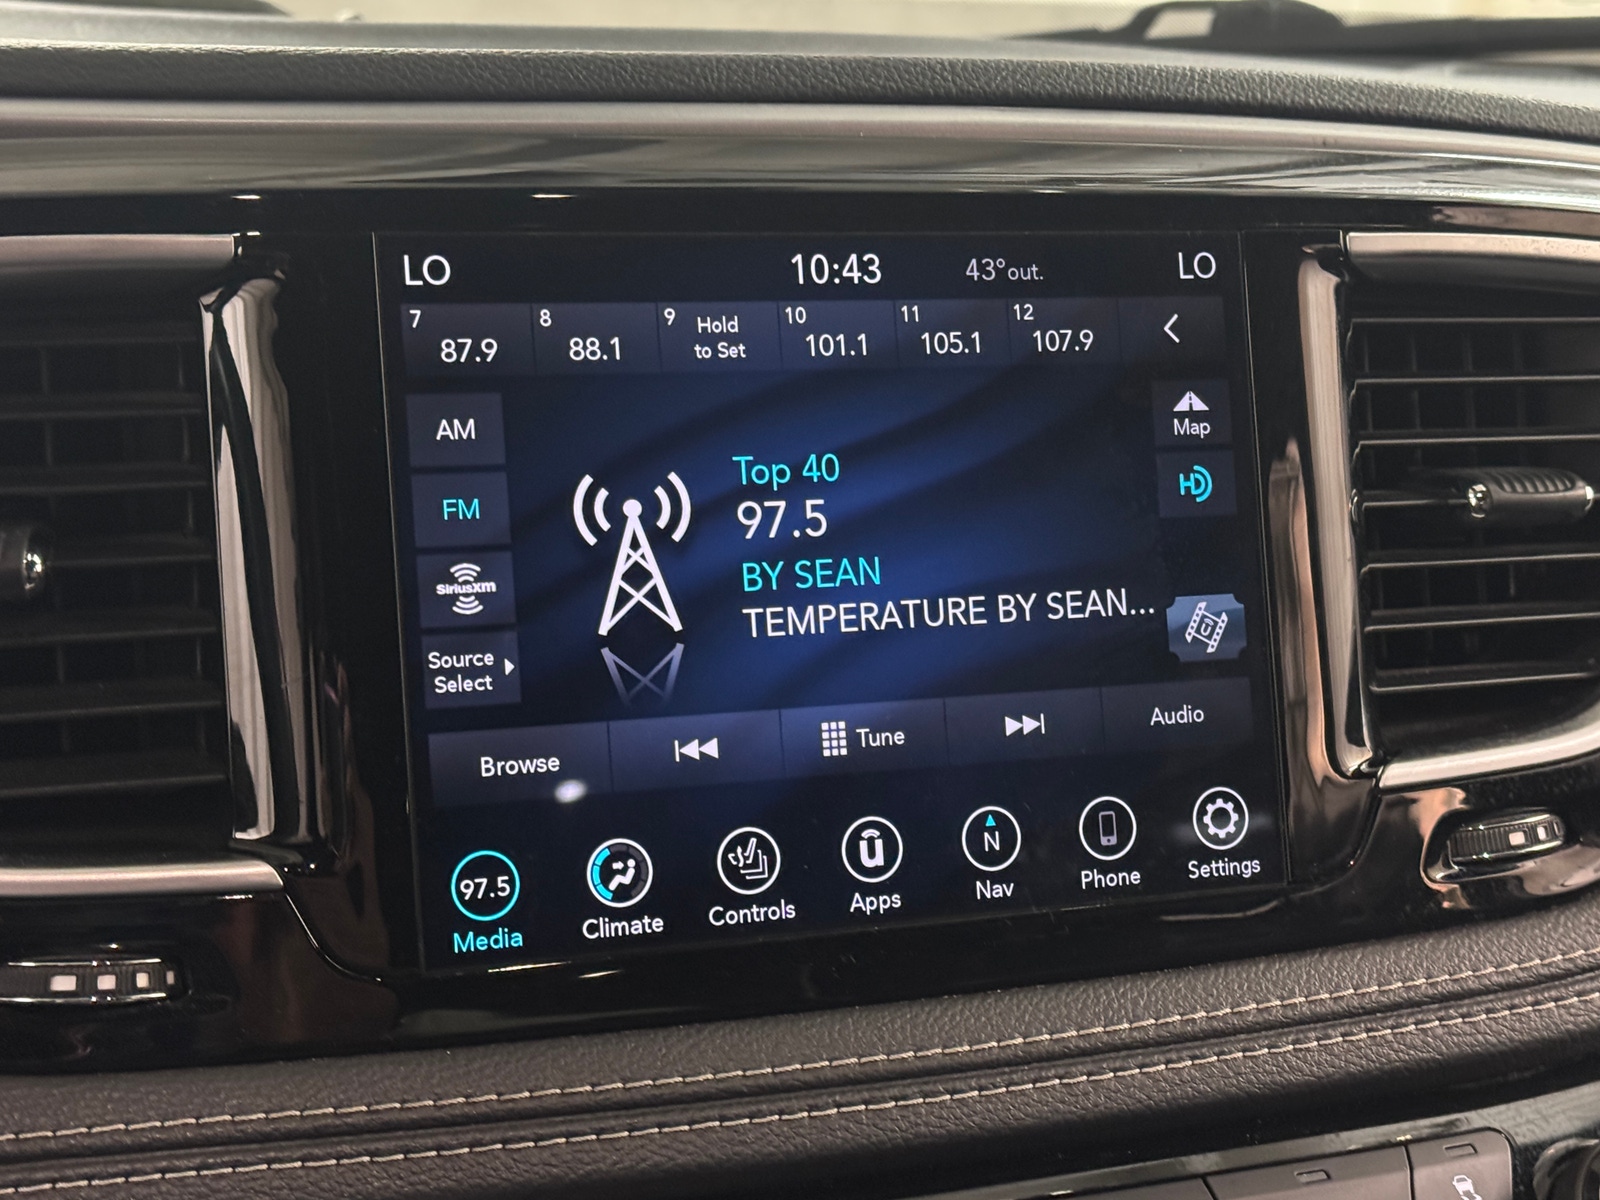 LO
10:43
43° out.
LO
7 87.9
8 88.1
9 Hold
to Set
10 101.1
11 105.1
12 107.9
AM
FM
SiriusXM
Source
Select
Top 40
97.5
BY SEAN
TEMPERATURE BY SEAN...
Map
HD
Browse
Tune
Audio
97.5
Media
Climate
Controls
ū
Apps
N
Nav
Phone
Settings